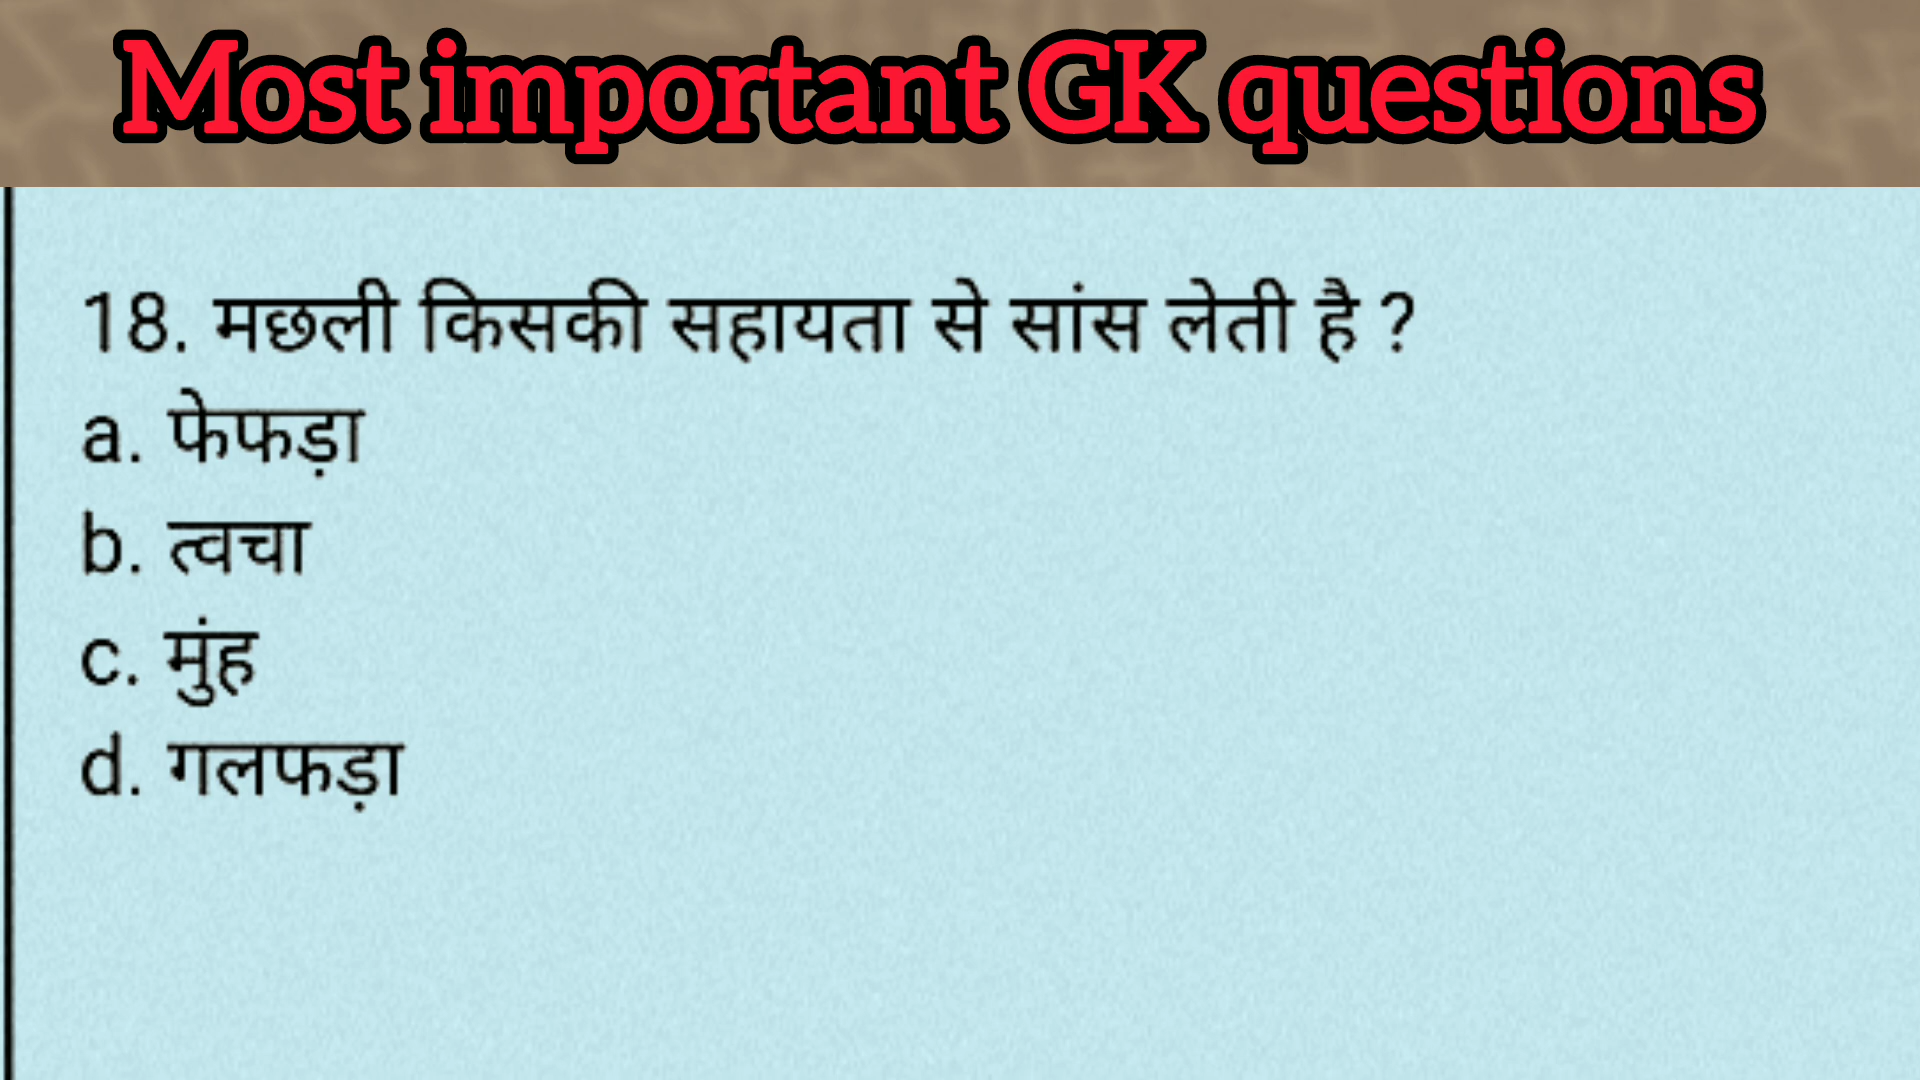 Most important GK questions
18. मछली किसकी सहायता से सांस लेती है ?
a. फेफड़ा
b. त्वचा
c. मुंह
d. गलफड़ा